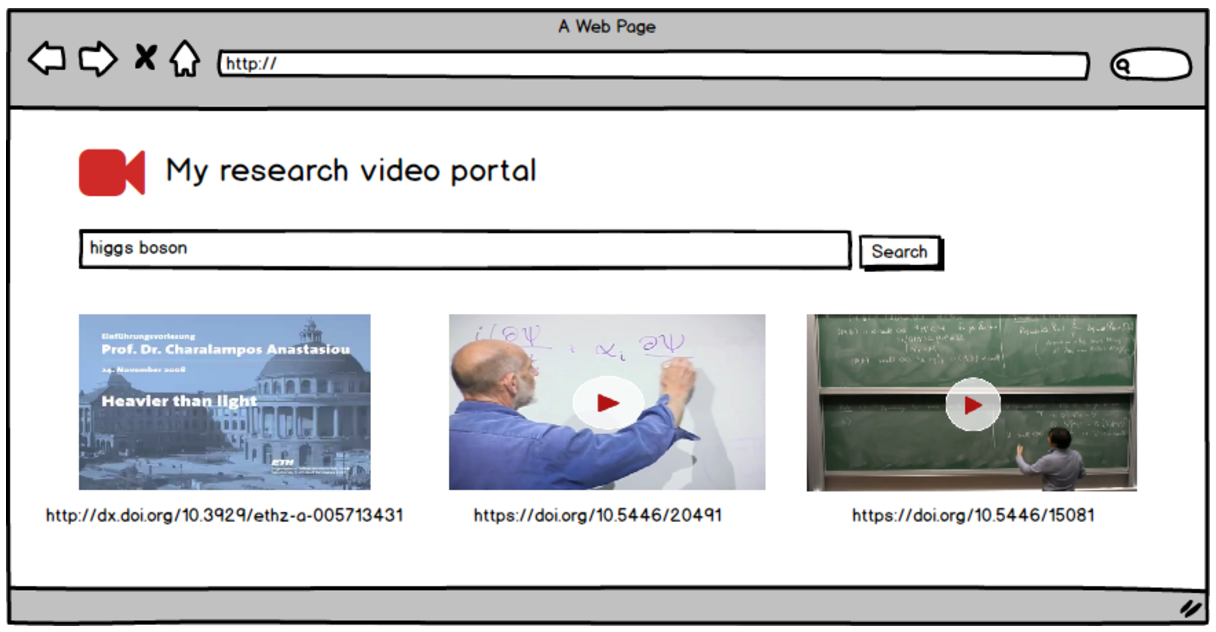 A Web Page
http://
My research video portal
higgs boson
Search
Einführungsvorlesung
Prof. Dr. Charalampos Anastasiou
24. November 2008
Heavier than light
ETH
http://dx.doi.org/10.3929/ethz-a-005713431
https://doi.org/10.5446/20491
https://doi.org/10.5446/15081